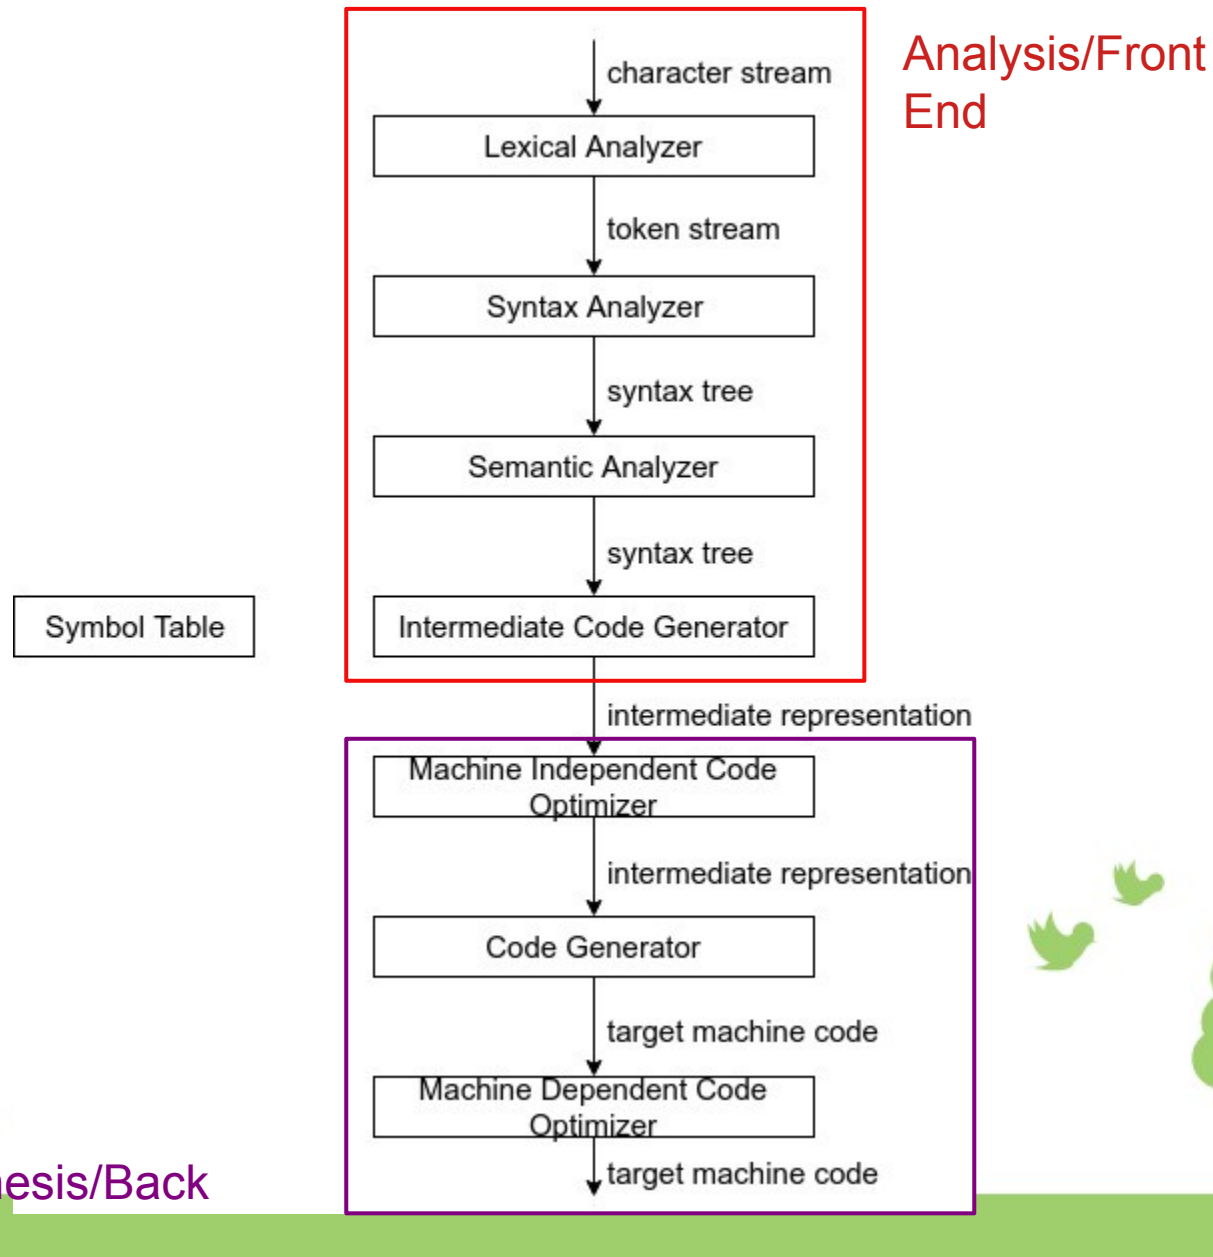 Analysis/Front
End
character stream
Lexical Analyzer
token stream
Syntax Analyzer
syntax tree
Semantic Analyzer
syntax tree
Symbol Table
Intermediate Code Generator
intermediate representation
Machine Independent Code
Optimizer
intermediate representation
Code Generator
target machine code
Machine Dependent Code
Optimizer
target machine code
/Back